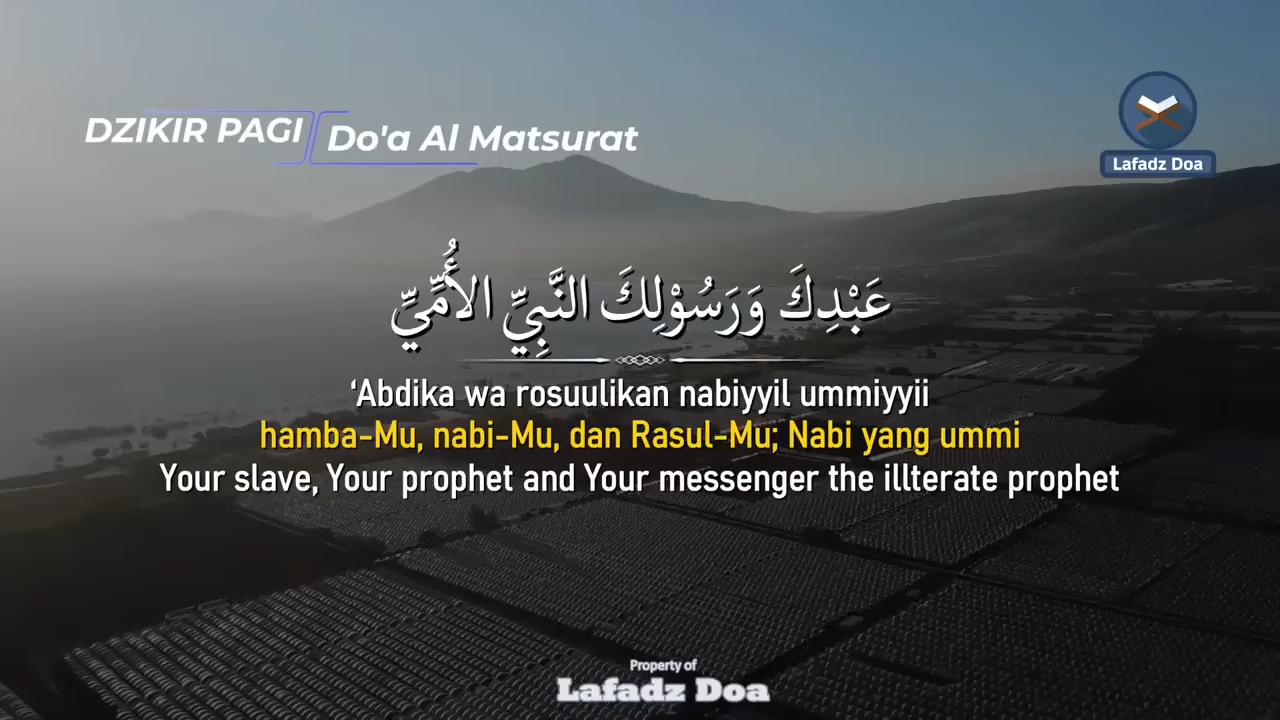 DZIKIR PAGI
Do'a Al Matsurat
Lafadz Doa
عَبْدِكَ وَرَسُوْلِكَ النَّبِيِّ الأُمِّيِّ
‘Abdika wa rosuulikan nabiyyil ummiyyii
hamba-Mu, nabi-Mu, dan Rasul-Mu; Nabi yang ummi
Your slave, Your prophet and Your messenger the illterate prophet
Property of
Lafadz Doa